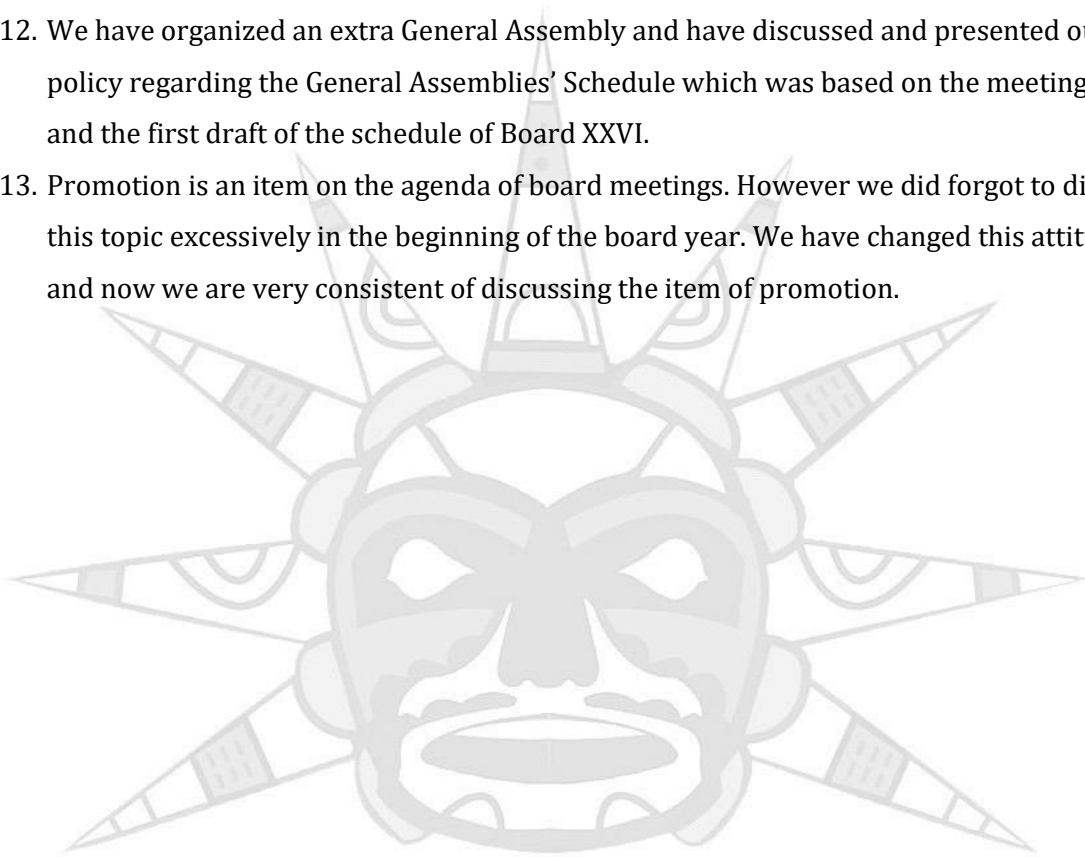 12. We have organized an extra General Assembly and have discussed and presented
policy regarding the General Assemblies’ Schedule which was based on the meeting
and the first draft of the schedule of Board XXVI.
13. Promotion is an item on the agenda of board meetings. However we did forgot to
this topic excessively in the beginning of the board year. We have changed this
and now we are very consistent of discussing the item of promotion.